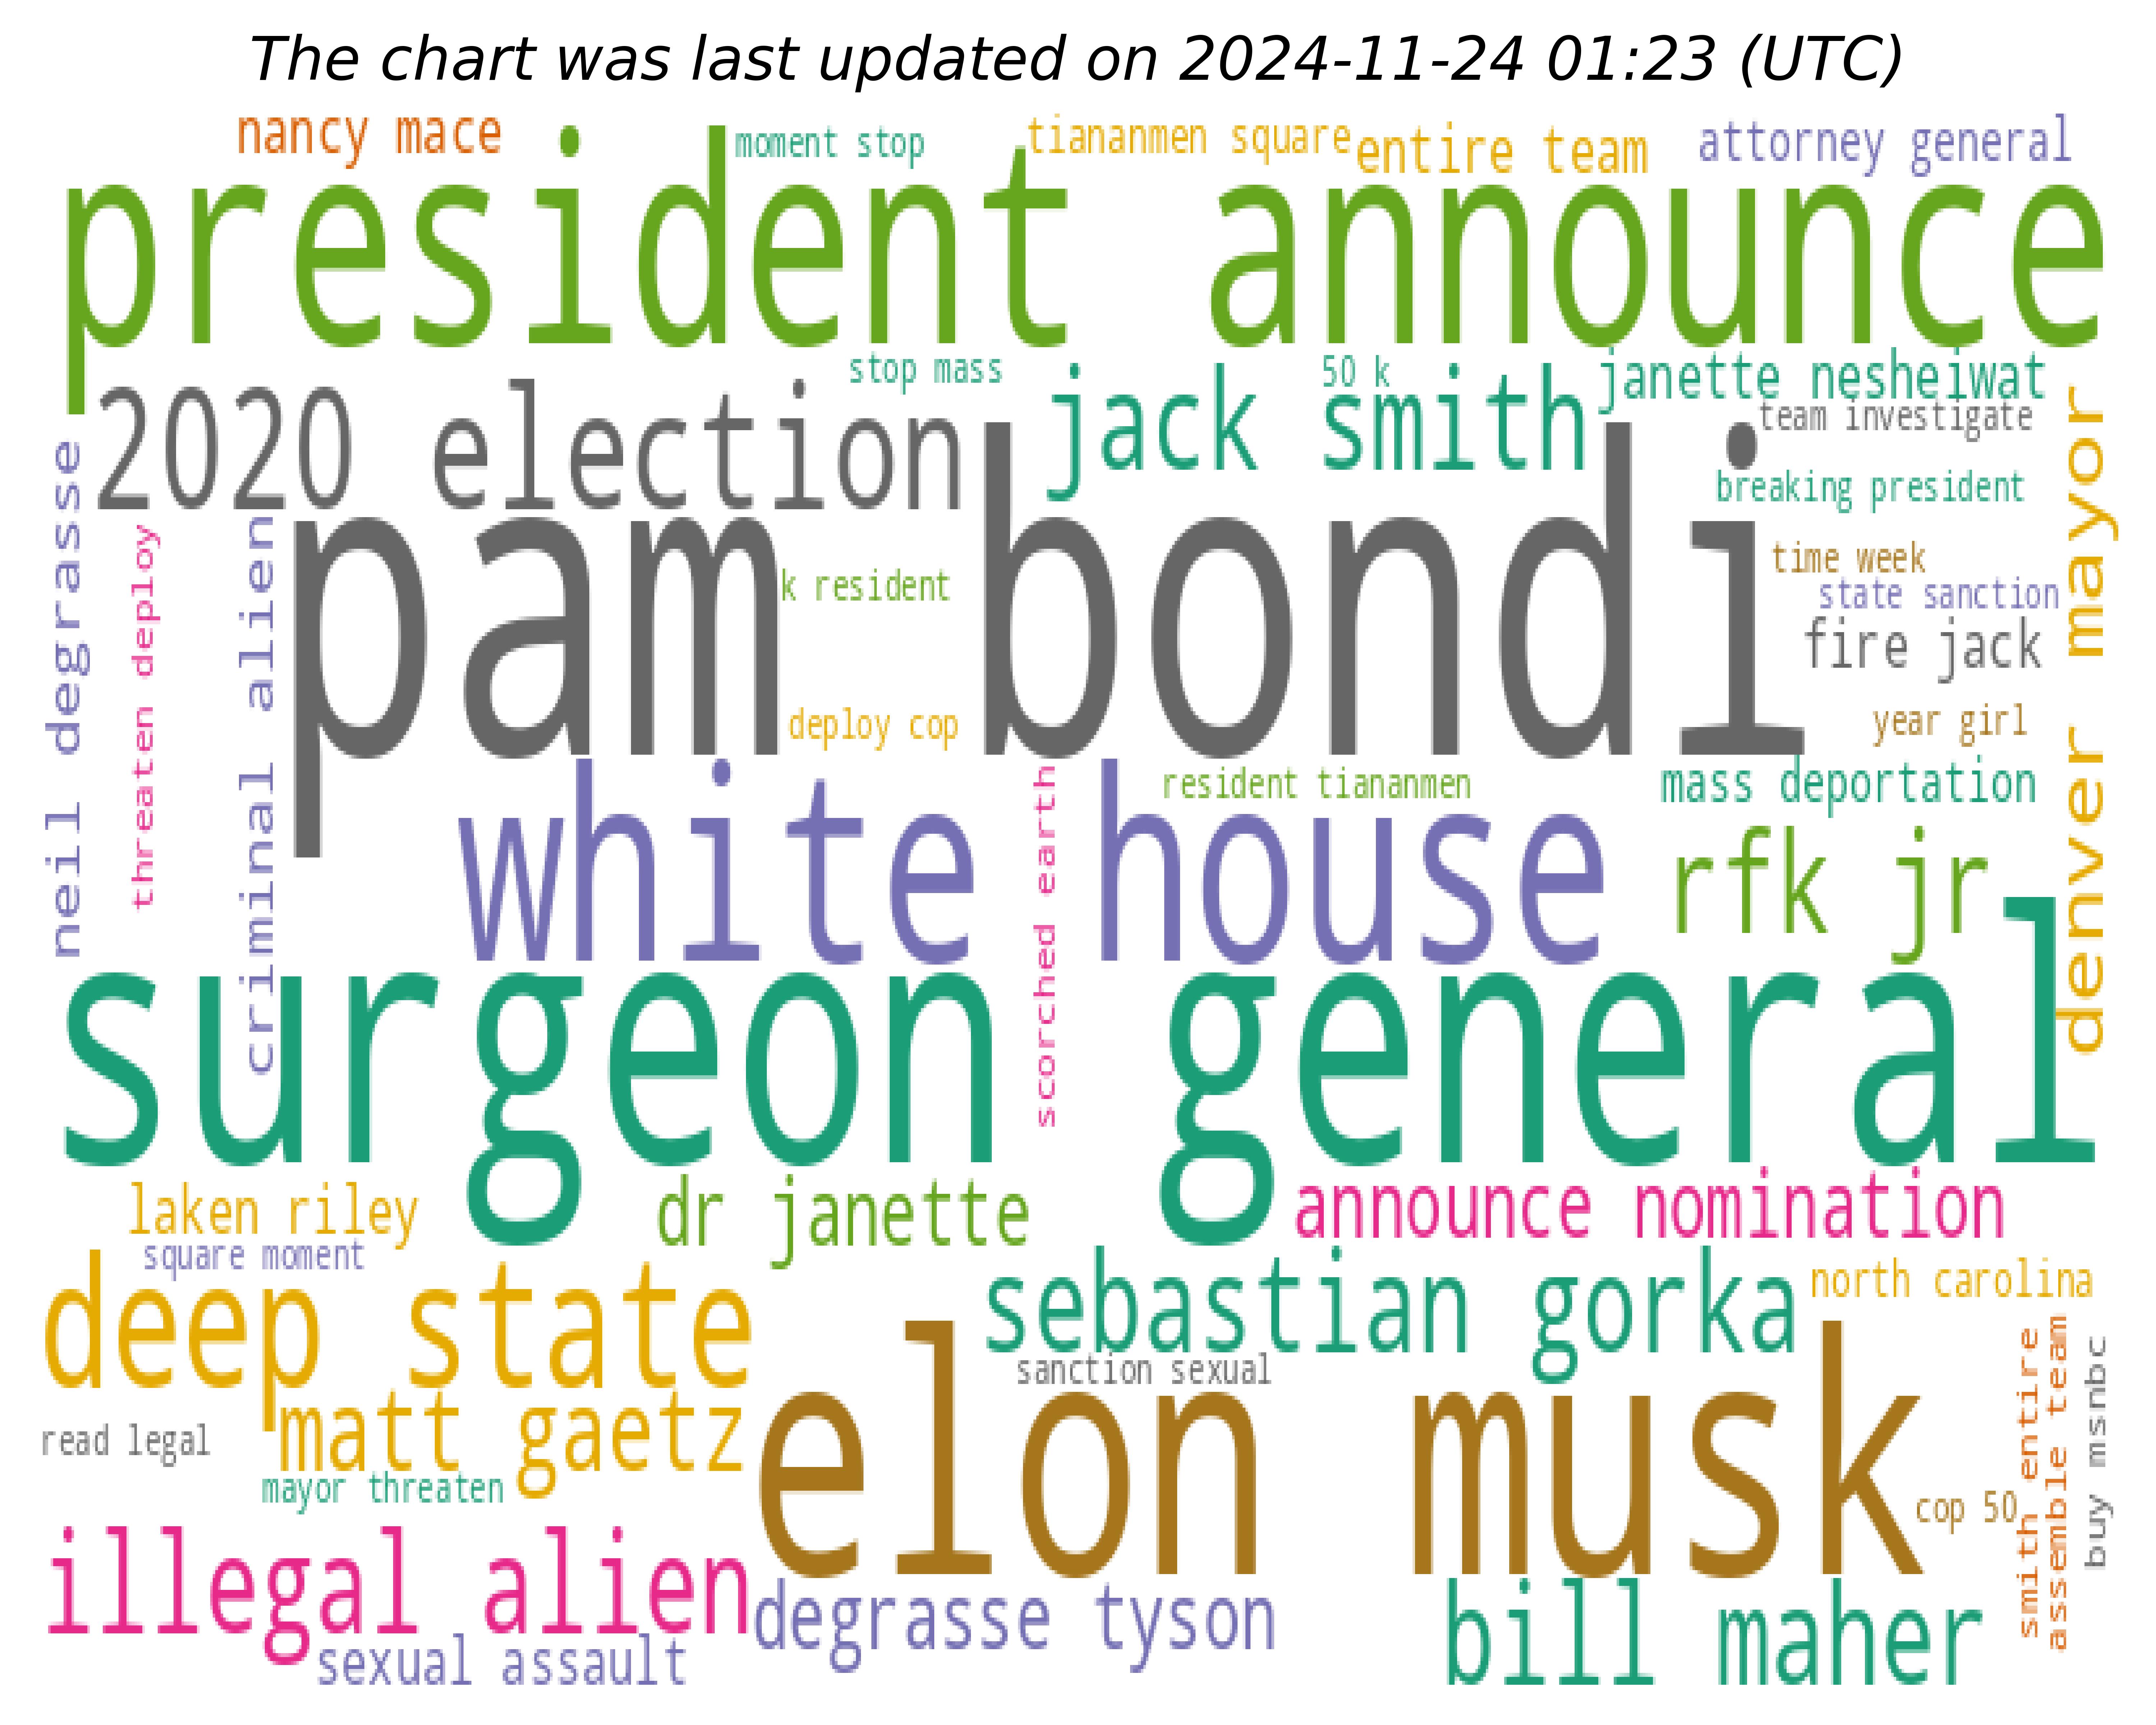 The chart was last updated on 2024-11-24 01:23 (UTC)
nancy mace
moment stop
tiananmen square
entire team
attorney general
president announce
stop mass
50 k
janette nesheiwat
2020 election
jack smith
team investigate
breaking president
denver mayor
neil degrasse
threaten deploy
criminal alien
pam bondi
k resident
time week
state sanction
fire jack
deploy cop
year girl
white house
scorched earth
resident tiananmen
mass deportation
rfk jr
surgeon general
laken riley
dr janette
announce nomination
square moment
deep state
sebastian gorka
north carolina
sanction sexual
matt gaetz
elon musk
read legal
mayor threaten
cop 50
smith entire
assemble team
buy msnbc
illegal alien
degrasse tyson
bill maher
sexual assault